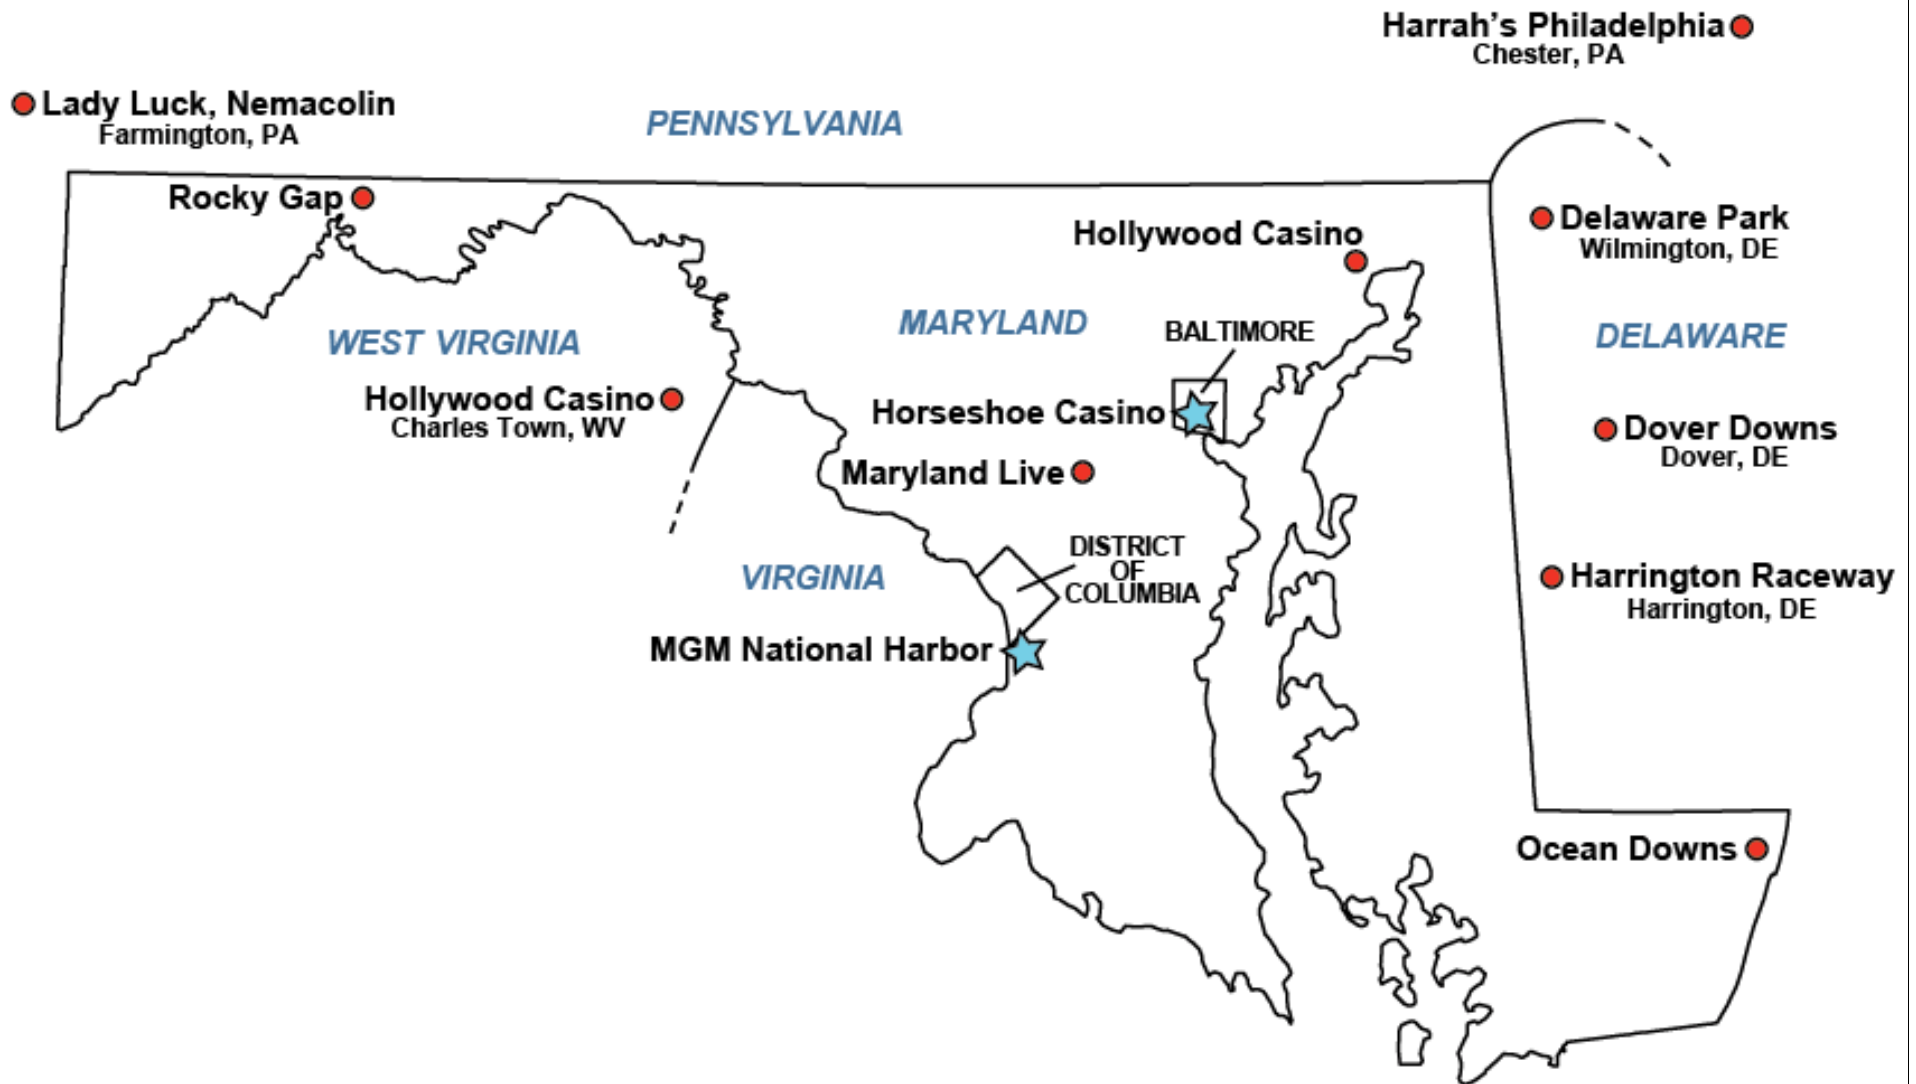 Harrah's Philadelphia
Chester, PA
Lady Luck, Nemacolin
Farmington, PA
PENNSYLVANIA
Rocky Gap
Delaware Park
Wilmington, DE
Hollywood Casino
MARYLAND
BALTIMORE
DELAWARE
WEST VIRGINIA
Hollywood Casino
Charles Town, WV
Horseshoe Casino
Dover Downs
Dover, DE
Maryland Live
DISTRICT
OF
COLUMBIA
VIRGINIA
Harrington Raceway
Harrington, DE
MGM National Harbor
Ocean Downs